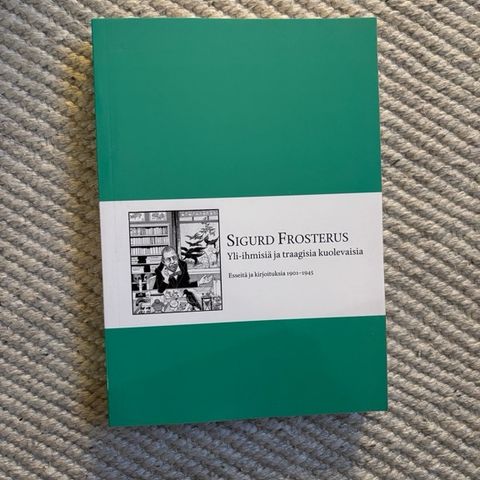 SIGURD FROSTERUS
Yli-ihmisiä ja traagisia kuolevaisia
Esseitä ja kirjoituksia 1901–1945